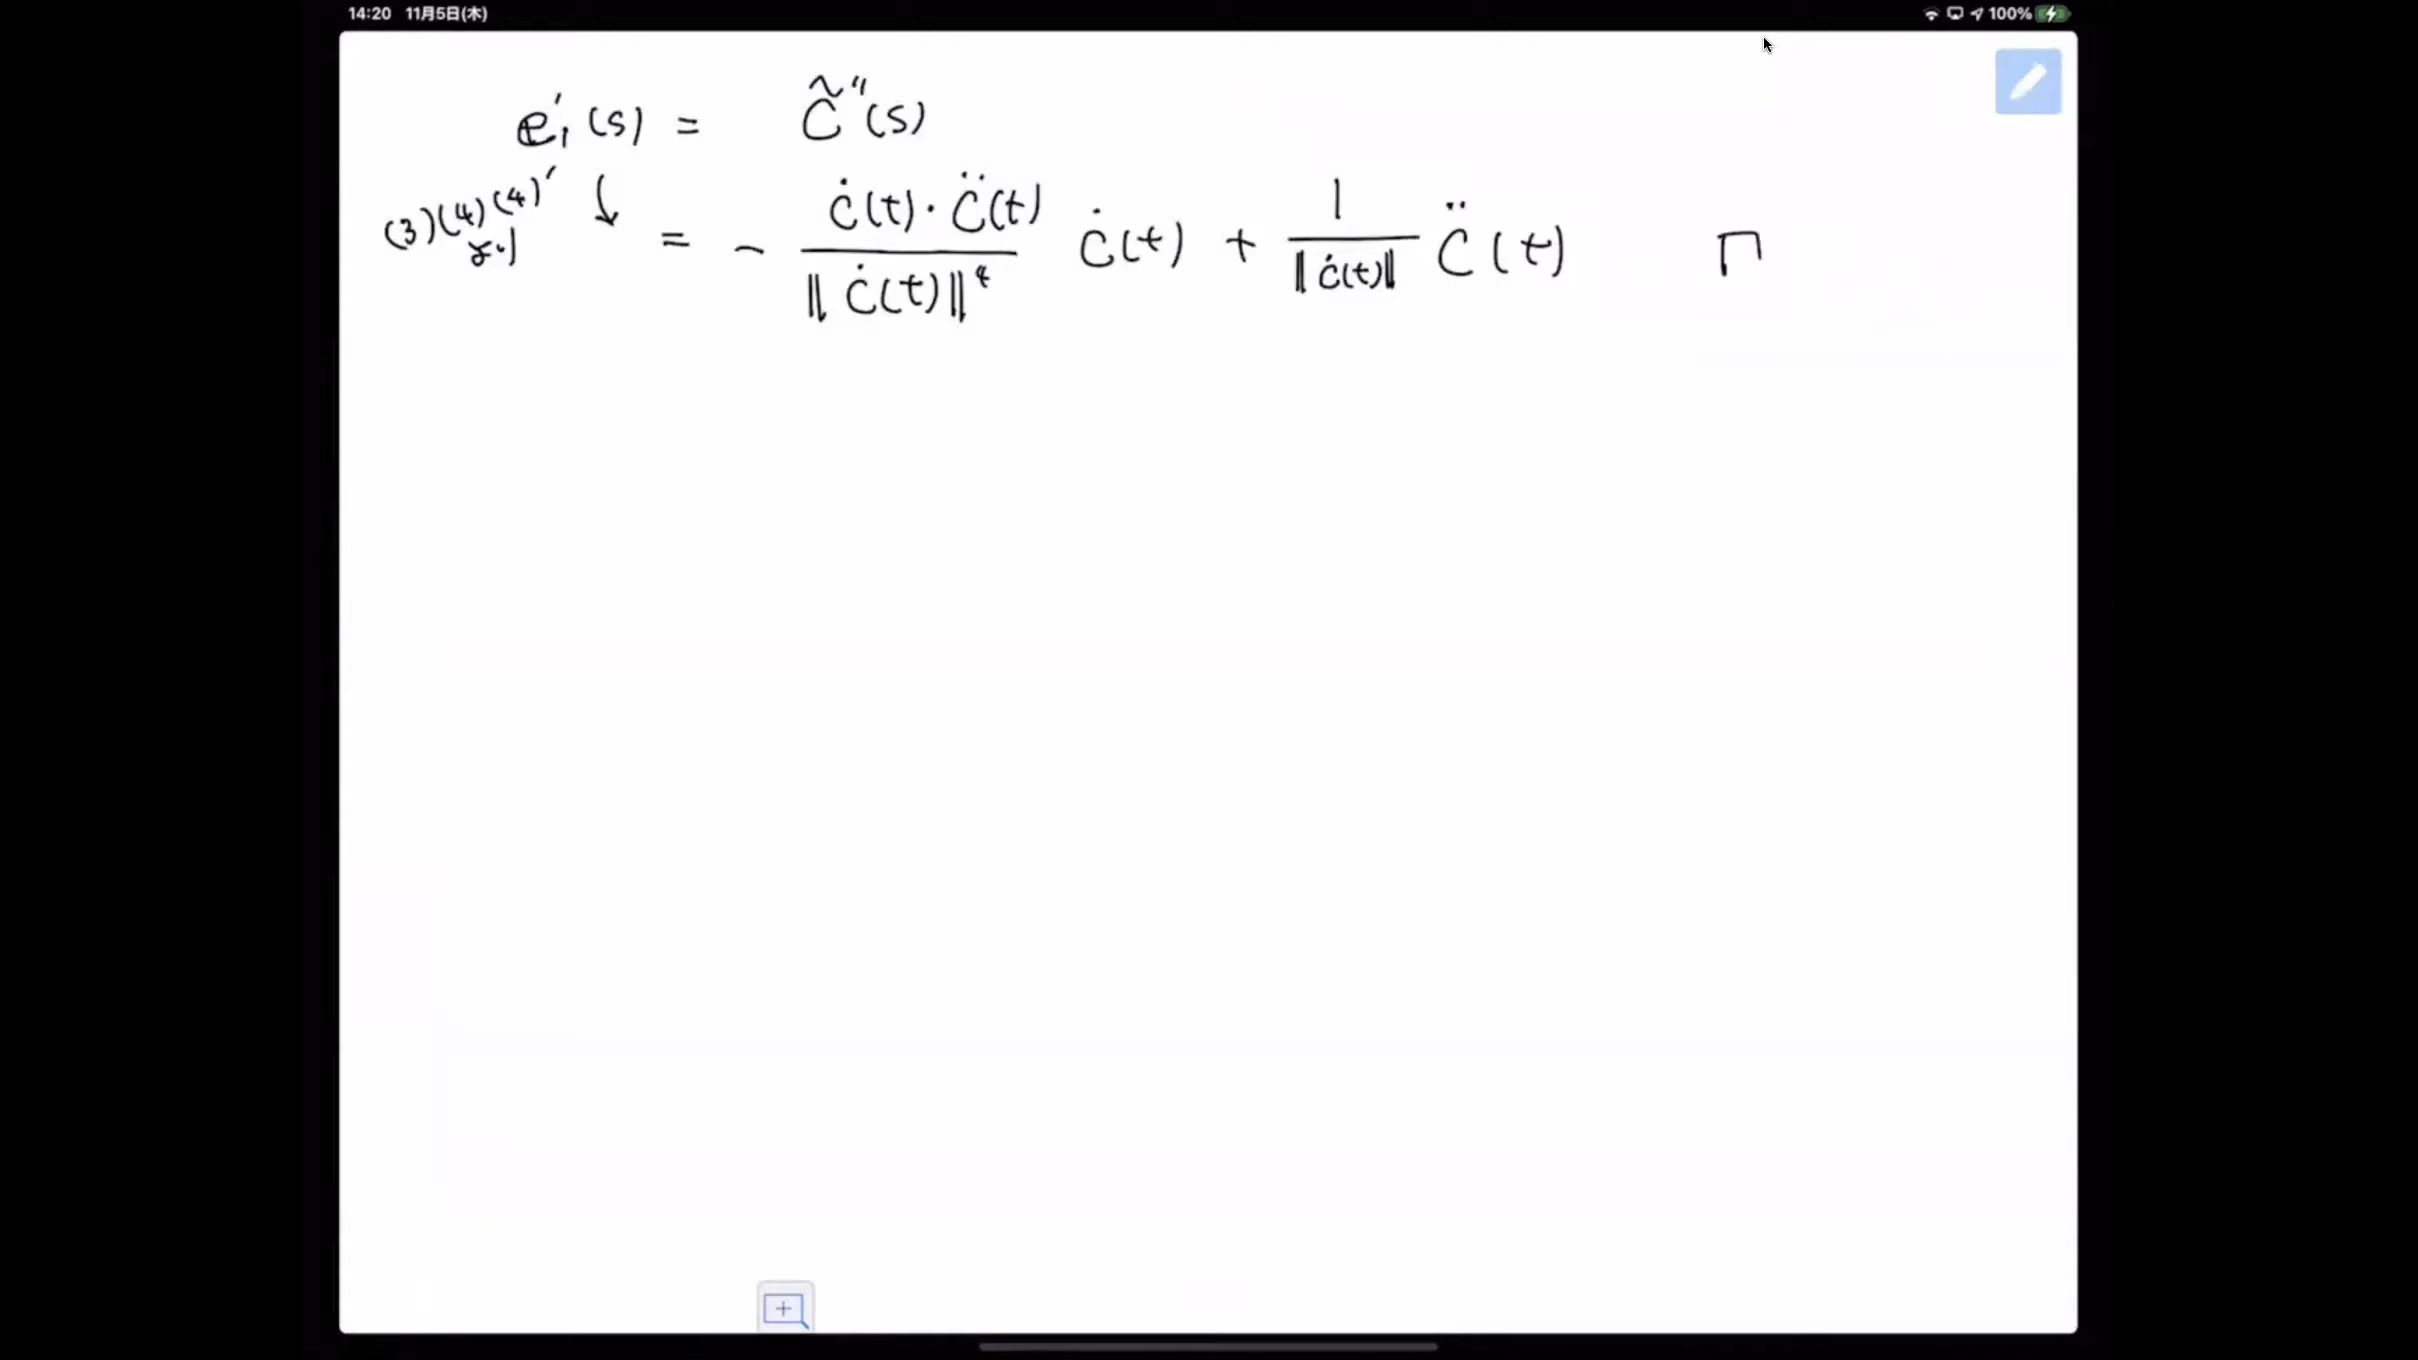 14:20 11月5日(木) 100%
e₁'(s) = C̃''(s)
(3)(4)(4)' より ↓ = - ċ(t)・c̈(t) / ‖ċ(t)‖⁴ ċ(t) + 1 / ‖ċ(t)‖ c̈(t)